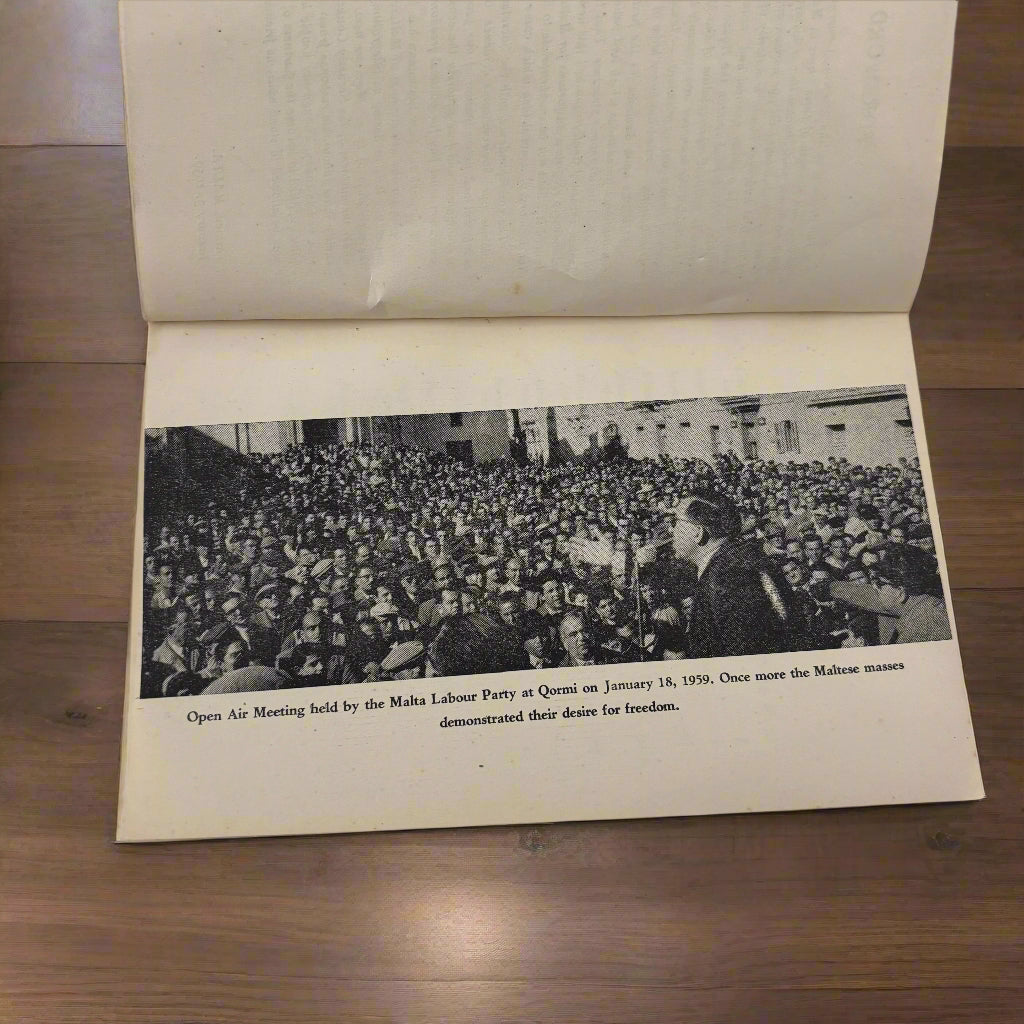 Open Air Meeting held by the Malta Labour Party at Qormi on January 18, 1959. Once more the Maltese masses
demonstrated their desire for freedom.